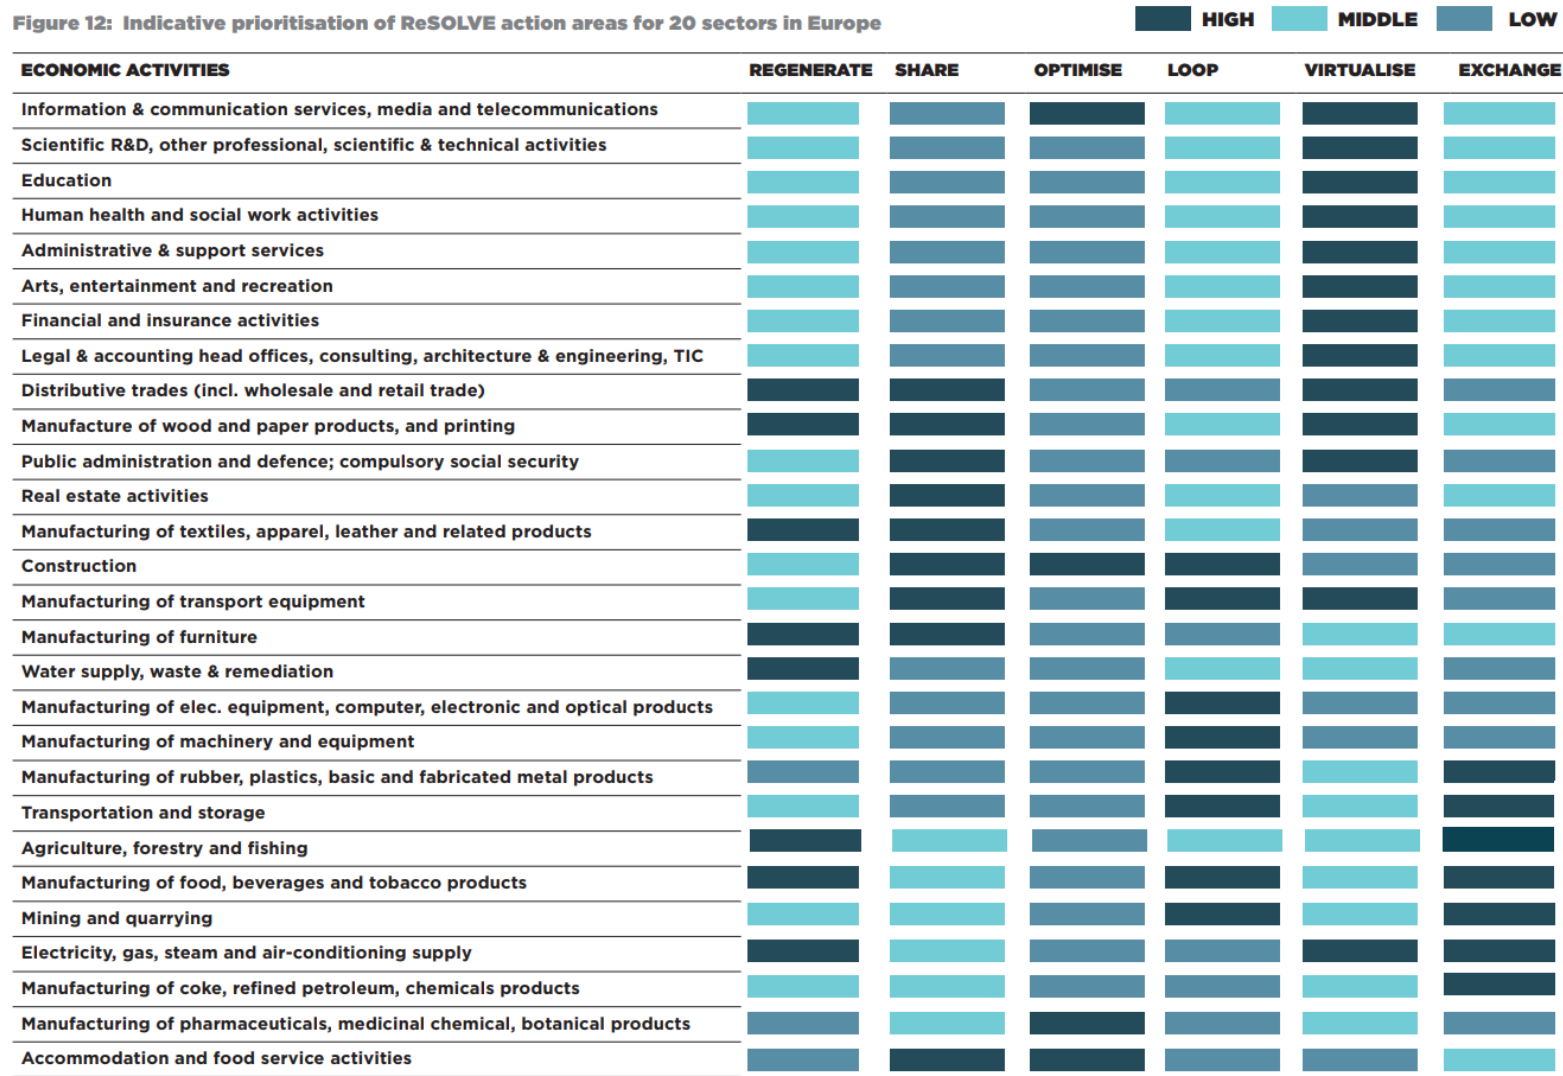 Figure 12: Indicative prioritisation of ReSOLVE action areas for 20 sectors in Europe
HIGH MIDDLE LOW
ECONOMIC ACTIVITIES REGENERATE SHARE OPTIMISE LOOP VIRTUALISE EXCHANGE
Information & communication services, media and telecommunications
Scientific R&D, other professional, scientific & technical activities
Education
Human health and social work activities
Administrative & support services
Arts, entertainment and recreation
Financial and insurance activities
Legal & accounting head offices, consulting, architecture & engineering, TIC
Distributive trades (incl. wholesale and retail trade)
Manufacture of wood and paper products, and printing
Public administration and defence; compulsory social security
Real estate activities
Manufacturing of textiles, apparel, leather and related products
Construction
Manufacturing of transport equipment
Manufacturing of furniture
Water supply, waste & remediation
Manufacturing of elec. equipment, computer, electronic and optical products
Manufacturing of machinery and equipment
Manufacturing of rubber, plastics, basic and fabricated metal products
Transportation and storage
Agriculture, forestry and fishing
Manufacturing of food, beverages and tobacco products
Mining and quarrying
Electricity, gas, steam and air-conditioning supply
Manufacturing of coke, refined petroleum, chemicals products
Manufacturing of pharmaceuticals, medicinal chemical, botanical products
Accommodation and food service activities